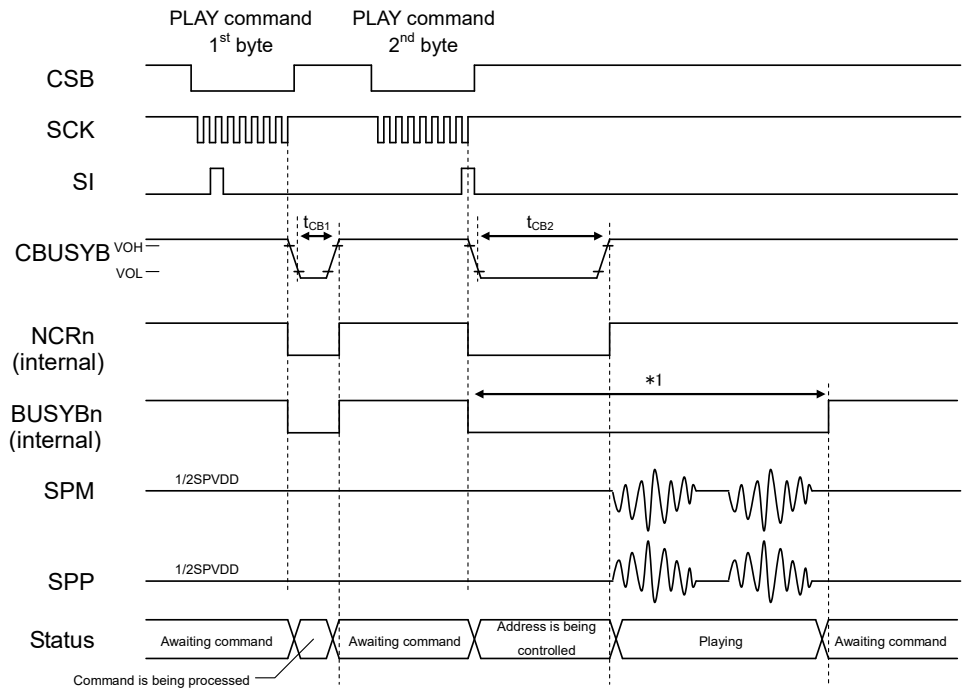 PLAY command
1st byte
PLAY command
2nd byte
CSB
SCK
SI
tCB1
tCB2
CBUSYB
VOH
VOL
NCRn
(internal)
*1
BUSYBn
(internal)
1/2SPVDD
SPM
1/2SPVDD
SPP
Status
Awaiting command
Awaiting command
Address is being
controlled
Playing
Awaiting command
Command is being processed